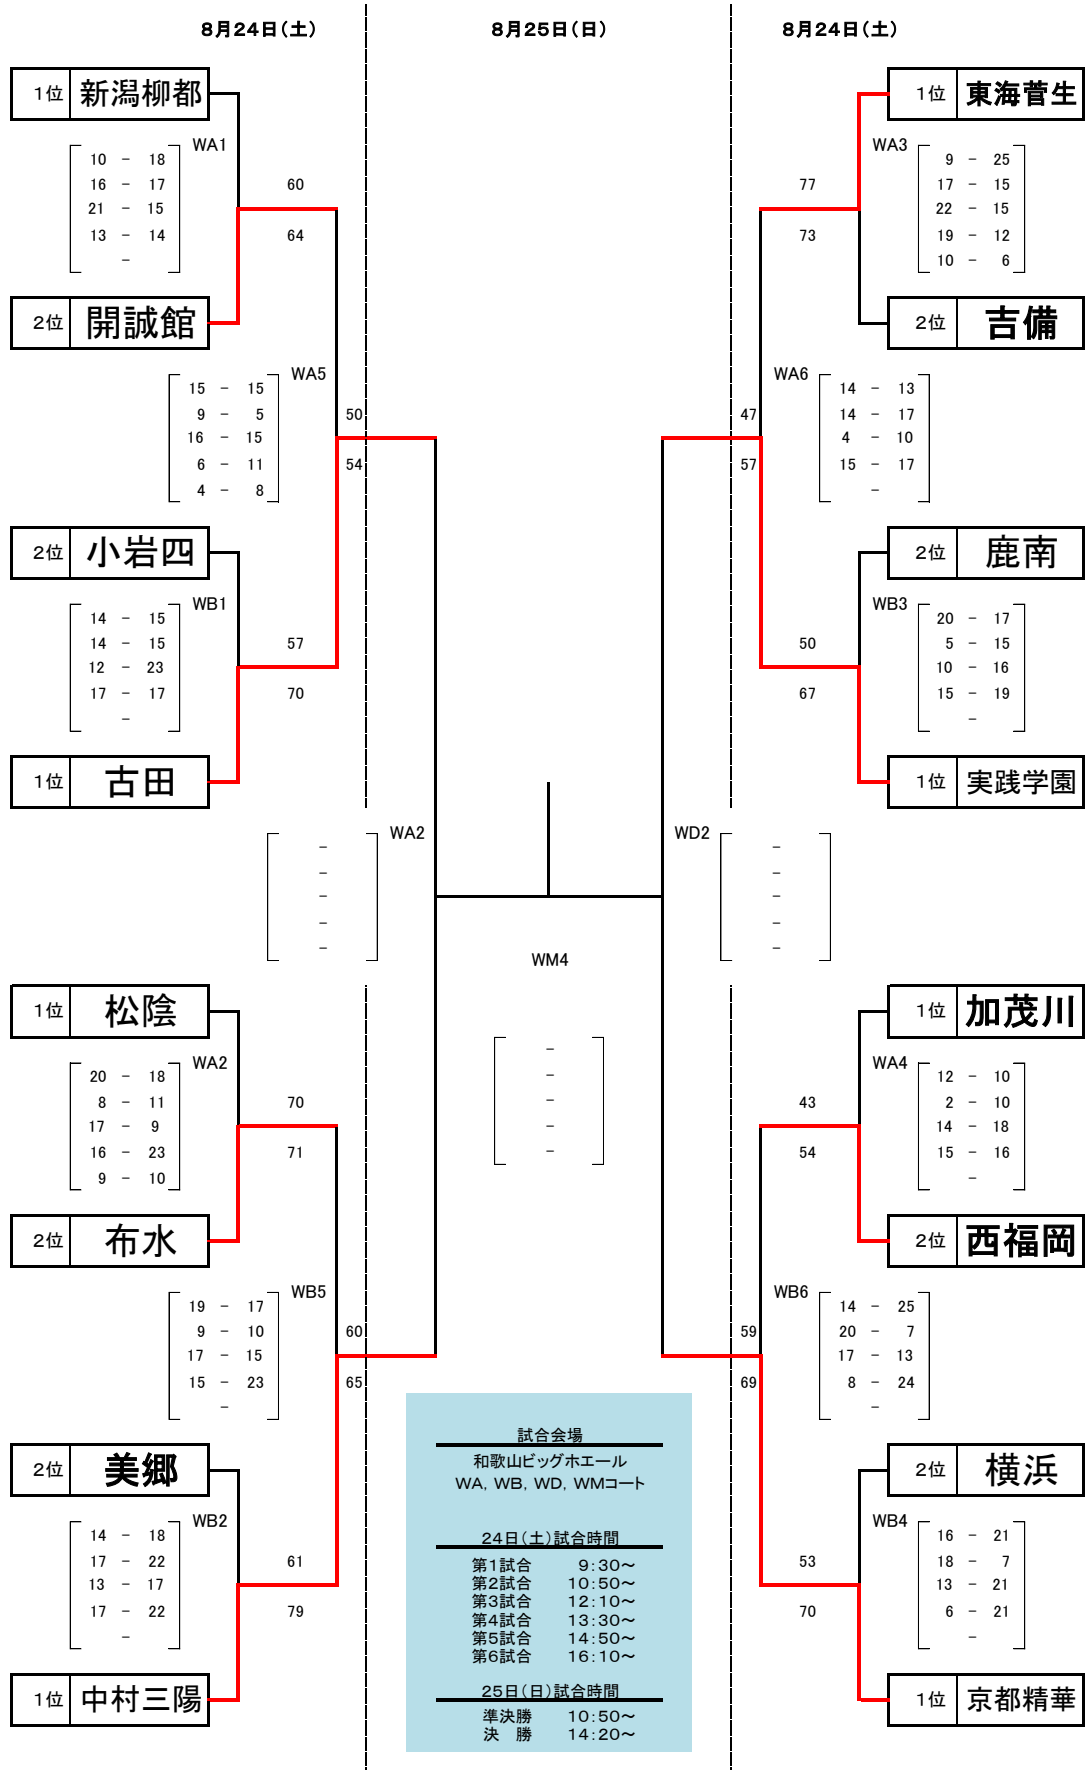 8月24日(土)
8月25日(日)
8月24日(土)
1位 新潟柳都
WA1
10 - 18
16 - 17
21 - 15
13 - 14
-
60
64
2位 開誠館
WA5
15 - 15
9 - 5
16 - 15
6 - 11
4 - 8
50
54
2位 小岩四
WB1
14 - 15
14 - 15
12 - 23
17 - 17
-
57
70
1位 古田
1位 東海菅生
WA3
9 - 25
17 - 15
22 - 15
19 - 12
10 - 6
77
73
2位 吉備
WA6
14 - 13
14 - 17
4 - 10
15 - 17
-
47
57
2位 鹿南
WB3
20 - 17
5 - 15
10 - 16
15 - 19
-
50
67
1位 実践学園
WA2
-
-
-
-
-
WD2
-
-
-
-
-
WM4
-
-
-
-
-
1位 松陰
WA2
20 - 18
8 - 11
17 - 9
16 - 23
9 - 10
70
71
2位 布水
WB5
19 - 17
9 - 10
17 - 15
15 - 23
-
60
65
2位 美郷
WB2
14 - 18
17 - 22
13 - 17
17 - 22
-
61
79
1位 中村三陽
1位 加茂川
WA4
12 - 10
2 - 10
14 - 18
15 - 16
-
43
54
2位 西福岡
WB6
14 - 25
20 - 7
17 - 13
8 - 24
-
59
69
2位 横浜
WB4
16 - 21
18 - 7
13 - 21
6 - 21
-
53
70
1位 京都精華
試合会場
和歌山ビッグホエール
WA, WB, WD, WMコート
24日(土)試合時間
第1試合 9:30～
第2試合 10:50～
第3試合 12:10～
第4試合 13:30～
第5試合 14:50～
第6試合 16:10～
25日(日)試合時間
準決勝 10:50～
決 勝 14:20～